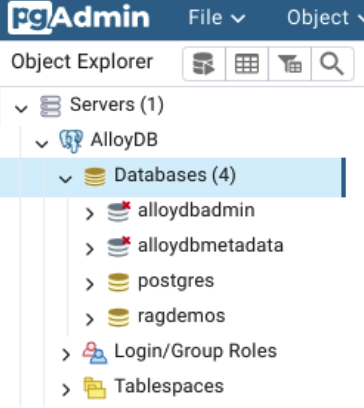 pgAdmin File Object
Object Explorer
Servers (1)
AlloyDB
Databases (4)
alloydbadmin
alloydbmetadata
postgres
ragdemos
Login/Group Roles
Tablespaces